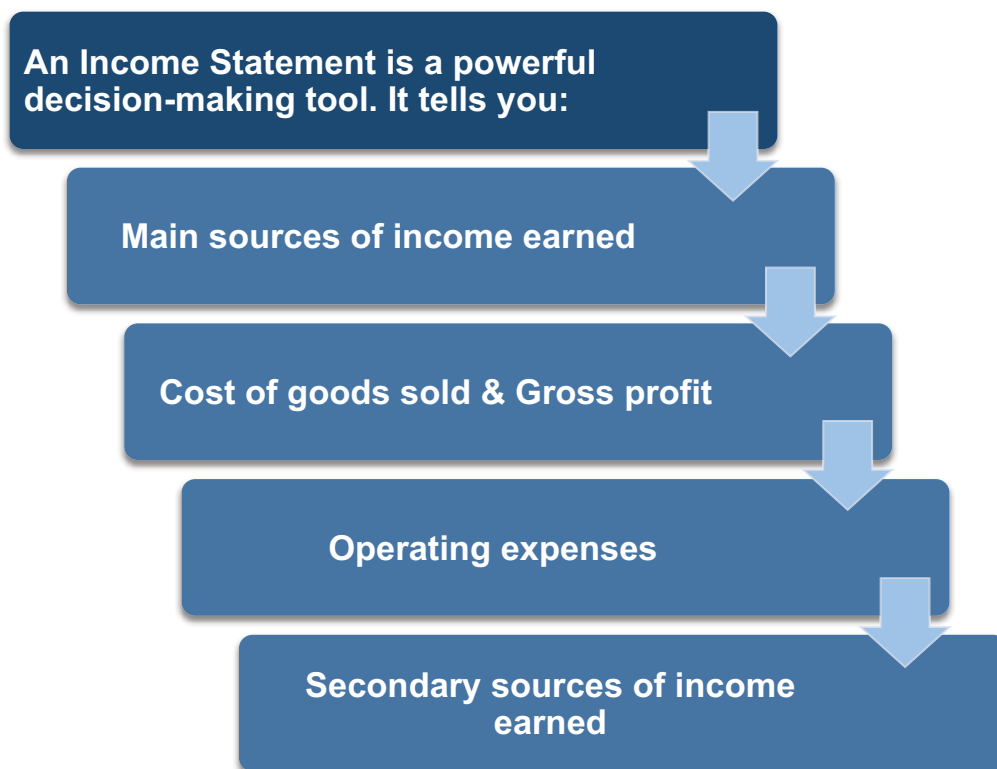 An Income Statement is a powerful
decision-making tool. It tells you:
Main sources of income earned
Cost of goods sold & Gross profit
Operating expenses
Secondary sources of income
earned